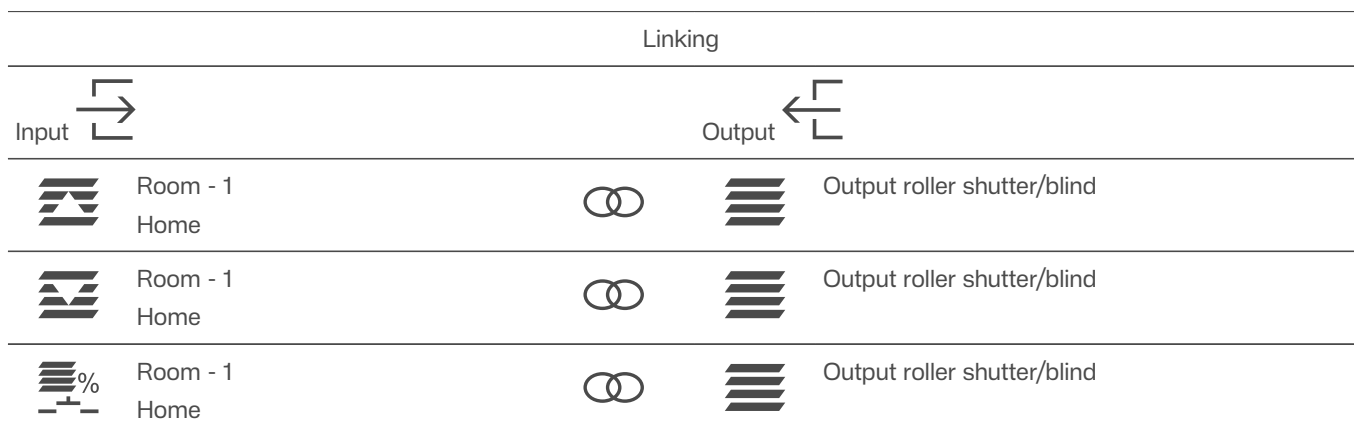 Linking
Input
Output
Room - 1
Home
Output roller shutter/blind
Room - 1
Home
Output roller shutter/blind
%
Room - 1
Home
Output roller shutter/blind